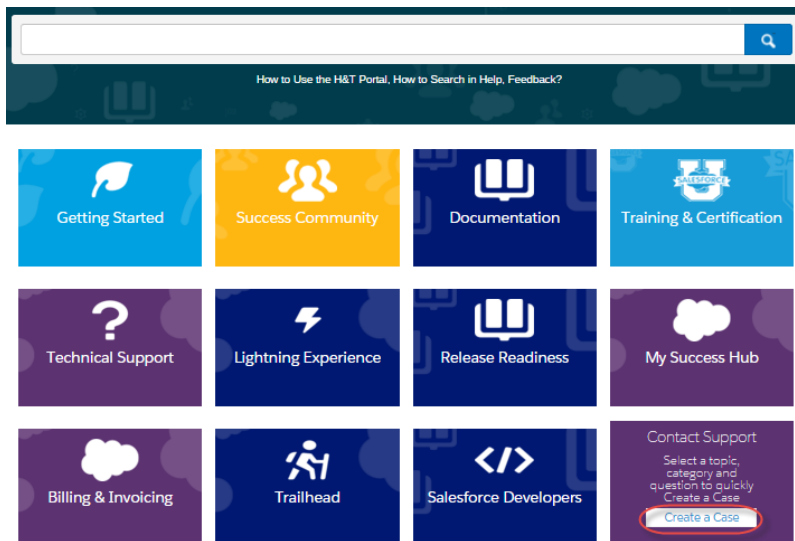 How to Use the H&T Portal, How to Search in Help, Feedback?
Getting Started
Success Community
Documentation
SALESFORCE
Training & Certification
Technical Support
Lightning Experience
Release Readiness
My Success Hub
Billing & Invoicing
Trailhead
</>
Salesforce Developers
Contact Support
Select a topic,
category and
question to quickly
Create a Case
Create a Case